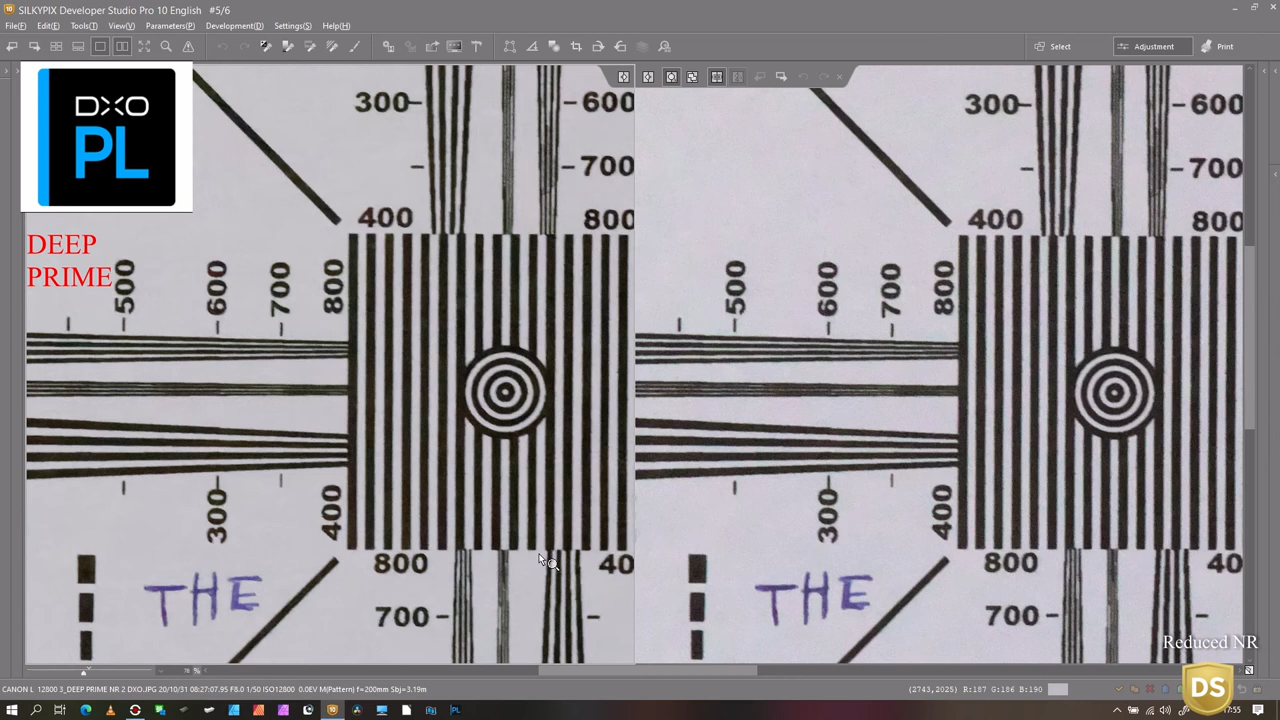 SILKYPIX Developer Studio Pro 10 English #5/6
File(F) Edit(E) Tools(T) View(V) Parameters(P) Development(D) Settings(S) Help(H)
Select Adjustment Print
DXO
PL
DEEP
PRIME
300 -600
-700
400 800
-500 -600 -700 800
300 400
800 40
700-
THE
300 -600
-700
400 800
-500 -600 -700 800
300 400
800 40
700-
THE
Reduced NR
78 %
CANON L 12800 3_DEEP PRIME NR 2 DXO.JPG 20/10/31 08:27:07.95 F8.0 1/50 ISO12800 0.0EV M(Pattern) f=200mm Sbj=3.19m
(2743,2025) R:187 G:186 B:190
DS
17:55